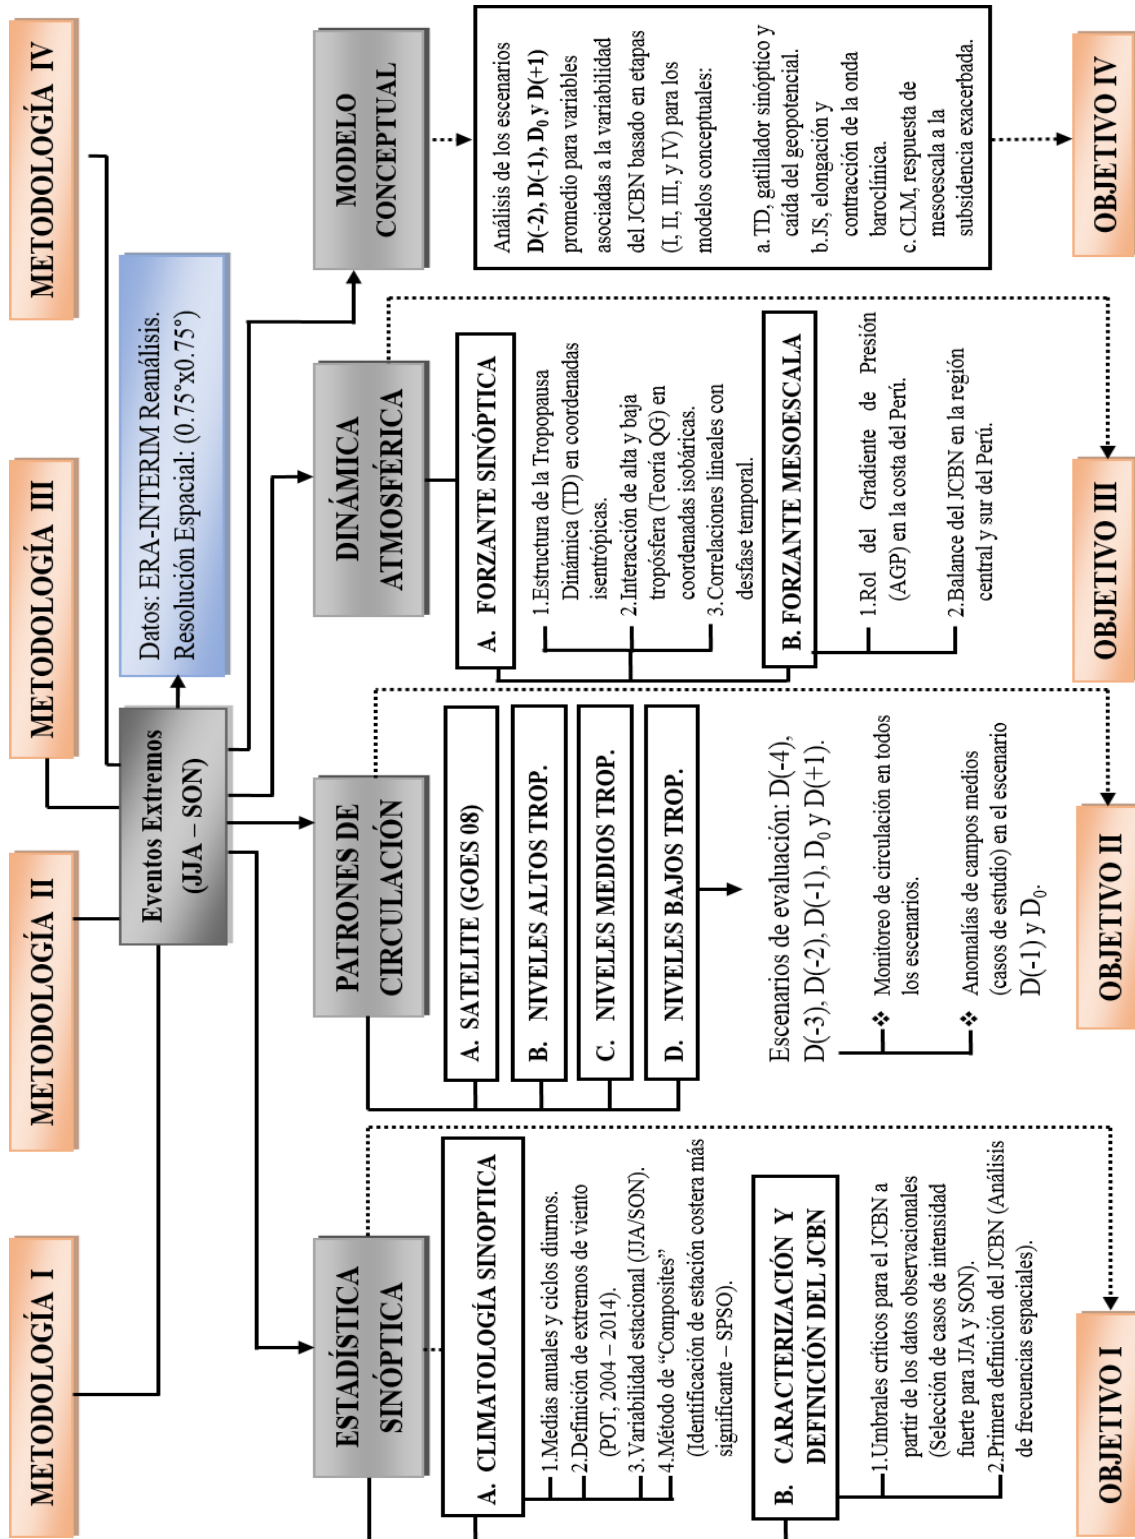 METODOLOGÍA I
METODOLOGÍA II
METODOLOGÍA III
METODOLOGÍA IV
Eventos Extremos
(JJA – SON)
Datos: ERA-INTERIM Reanálisis.
Resolución Espacial: (0.75°x0.75°)
ESTADÍSTICA
SINÓPTICA
A. CLIMATOLOGÍA SINOPTICA
1.Medias anuales y ciclos diurnos.
2.Definición de extremos de viento
(POT, 2004 – 2014).
3.Variabilidad estacional (JJA/SON).
4.Método de “Composites”
(Identificación de estación costera más
significante – SPSO).
B. CARACTERIZACIÓN Y
DEFINICIÓN DEL JCBN
1.Umbrales críticos para el JCBN a
partir de los datos observacionales
(Selección de casos de intensidad
fuerte para JJA y SON).
2.Primera definición del JCBN (Análisis
de frecuencias espaciales).
OBJETIVO I
PATRONES DE
CIRCULACIÓN
A. SATELITE (GOES 08)
B. NIVELES ALTOS TROP.
C. NIVELES MEDIOS TROP.
D. NIVELES BAJOS TROP.
Escenarios de evaluación: D(-4),
D(-3), D(-2), D(-1), D₀ y D(+1).
❖ Monitoreo de circulación en todos
los escenarios.
❖ Anomalías de campos medios
(casos de estudio) en el escenario
D(-1) y D₀.
OBJETIVO II
DINÁMICA
ATMOSFÉRICA
A. FORZANTE SINÓPTICA
1.Estructura de la Tropopausa
Dinámica (TD) en coordenadas
isentrópicas.
2.Interacción de alta y baja
tropósfera (Teoría QG) en
coordenadas isobáricas.
3.Correlaciones lineales con
desfase temporal.
B. FORZANTE MESOESCALA
1.Rol del Gradiente de Presión
(AGP) en la costa del Perú.
2.Balance del JCBN en la región
central y sur del Perú.
OBJETIVO III
MODELO
CONCEPTUAL
Análisis de los escenarios
D(-2), D(-1), D₀ y D(+1)
promedio para variables
asociadas a la variabilidad
del JCBN basado en etapas
(I, II, III, y IV) para los
modelos conceptuales:
a. TD, gatillador sinóptico y
caída del geopotencial.
b.JS, elongación y
contracción de la onda
baroclínica.
c. CLM, respuesta de
mesoescala a la
subsidencia exacerbada.
OBJETIVO IV